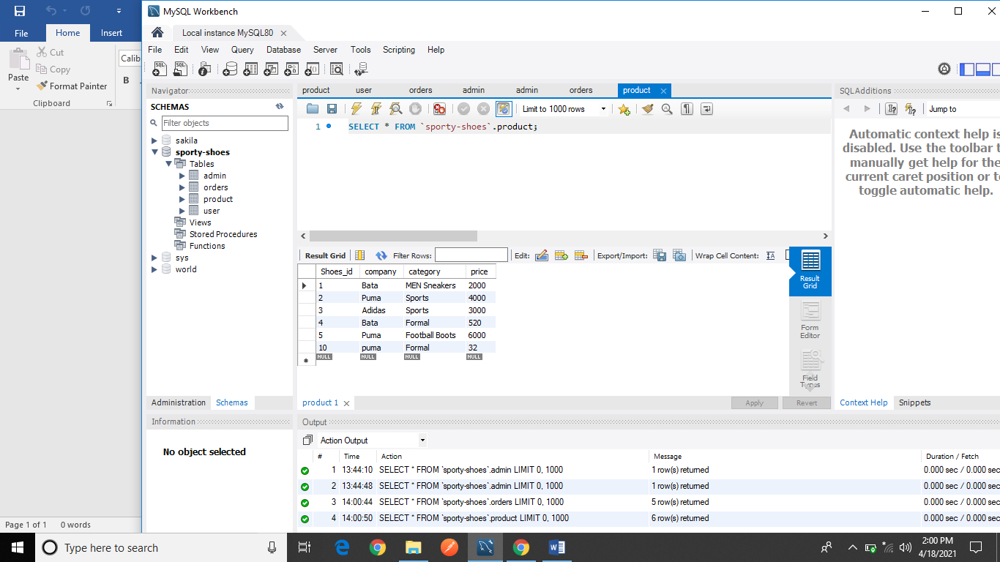 MySQL Workbench
File Home Insert
Cut
Copy
Format Painter
Paste
Clipboard
Calib
B
Local instance MySQL80
File Edit View Query Database Server Tools Scripting Help
Navigator
SCHEMAS
Filter objects
sakila
sporty-shoes
Tables
admin
orders
product
user
Views
Stored Procedures
Functions
sys
world
Administration Schemas
Information
No object selected
product user orders admin admin orders product
Limit to 1000 rows
1 SELECT * FROM `sporty-shoes`.product;
Result Grid Filter Rows: Edit: Export/Import: Wrap Cell Content:
Shoes_id company category price
1 Bata MEN Sneakers 2000
2 Puma Sports 4000
3 Adidas Sports 3000
4 Bata Formal 520
5 Puma Football Boots 6000
10 puma Formal 32
NULL NULL NULL NULL
Result
Grid
Form
Editor
Field
Types
product 1 Apply Revert
SQLAdditions
Jump to
Automatic context help is
disabled. Use the toolbar t
manually get help for the
current caret position or to
toggle automatic help.
Context Help Snippets
Output
Action Output
# Time Action Message Duration / Fetch
1 13:44:10 SELECT * FROM `sporty-shoes`.admin LIMIT 0, 1000 1 row(s) returned 0.000 sec / 0.000 sec
2 13:44:48 SELECT * FROM `sporty-shoes`.admin LIMIT 0, 1000 1 row(s) returned 0.000 sec / 0.000 sec
3 14:00:44 SELECT * FROM `sporty-shoes`.orders LIMIT 0, 1000 5 row(s) returned 0.000 sec / 0.000 sec
4 14:00:50 SELECT * FROM `sporty-shoes`.product LIMIT 0, 1000 6 row(s) returned 0.000 sec / 0.000 sec
Page 1 of 1 0 words
Type here to search
2:00 PM
4/18/2021